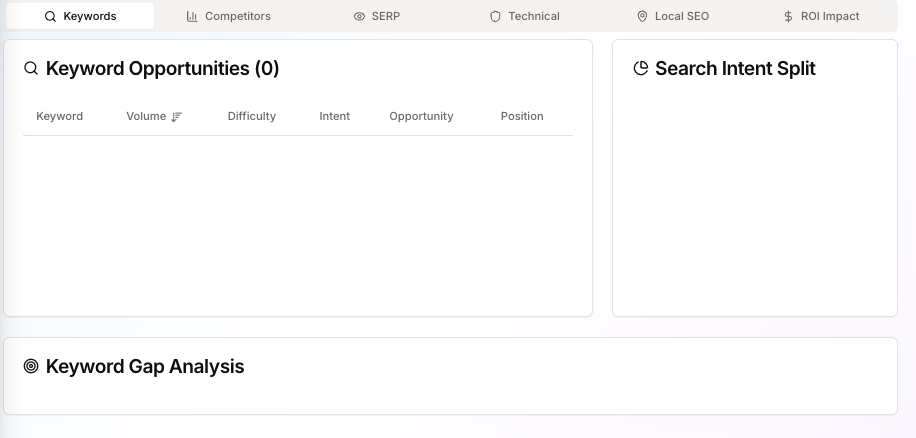 Keywords Competitors SERP Technical Local SEO ROI Impact
Keyword Opportunities (0)
Keyword Volume Difficulty Intent Opportunity Position
Search Intent Split
Keyword Gap Analysis